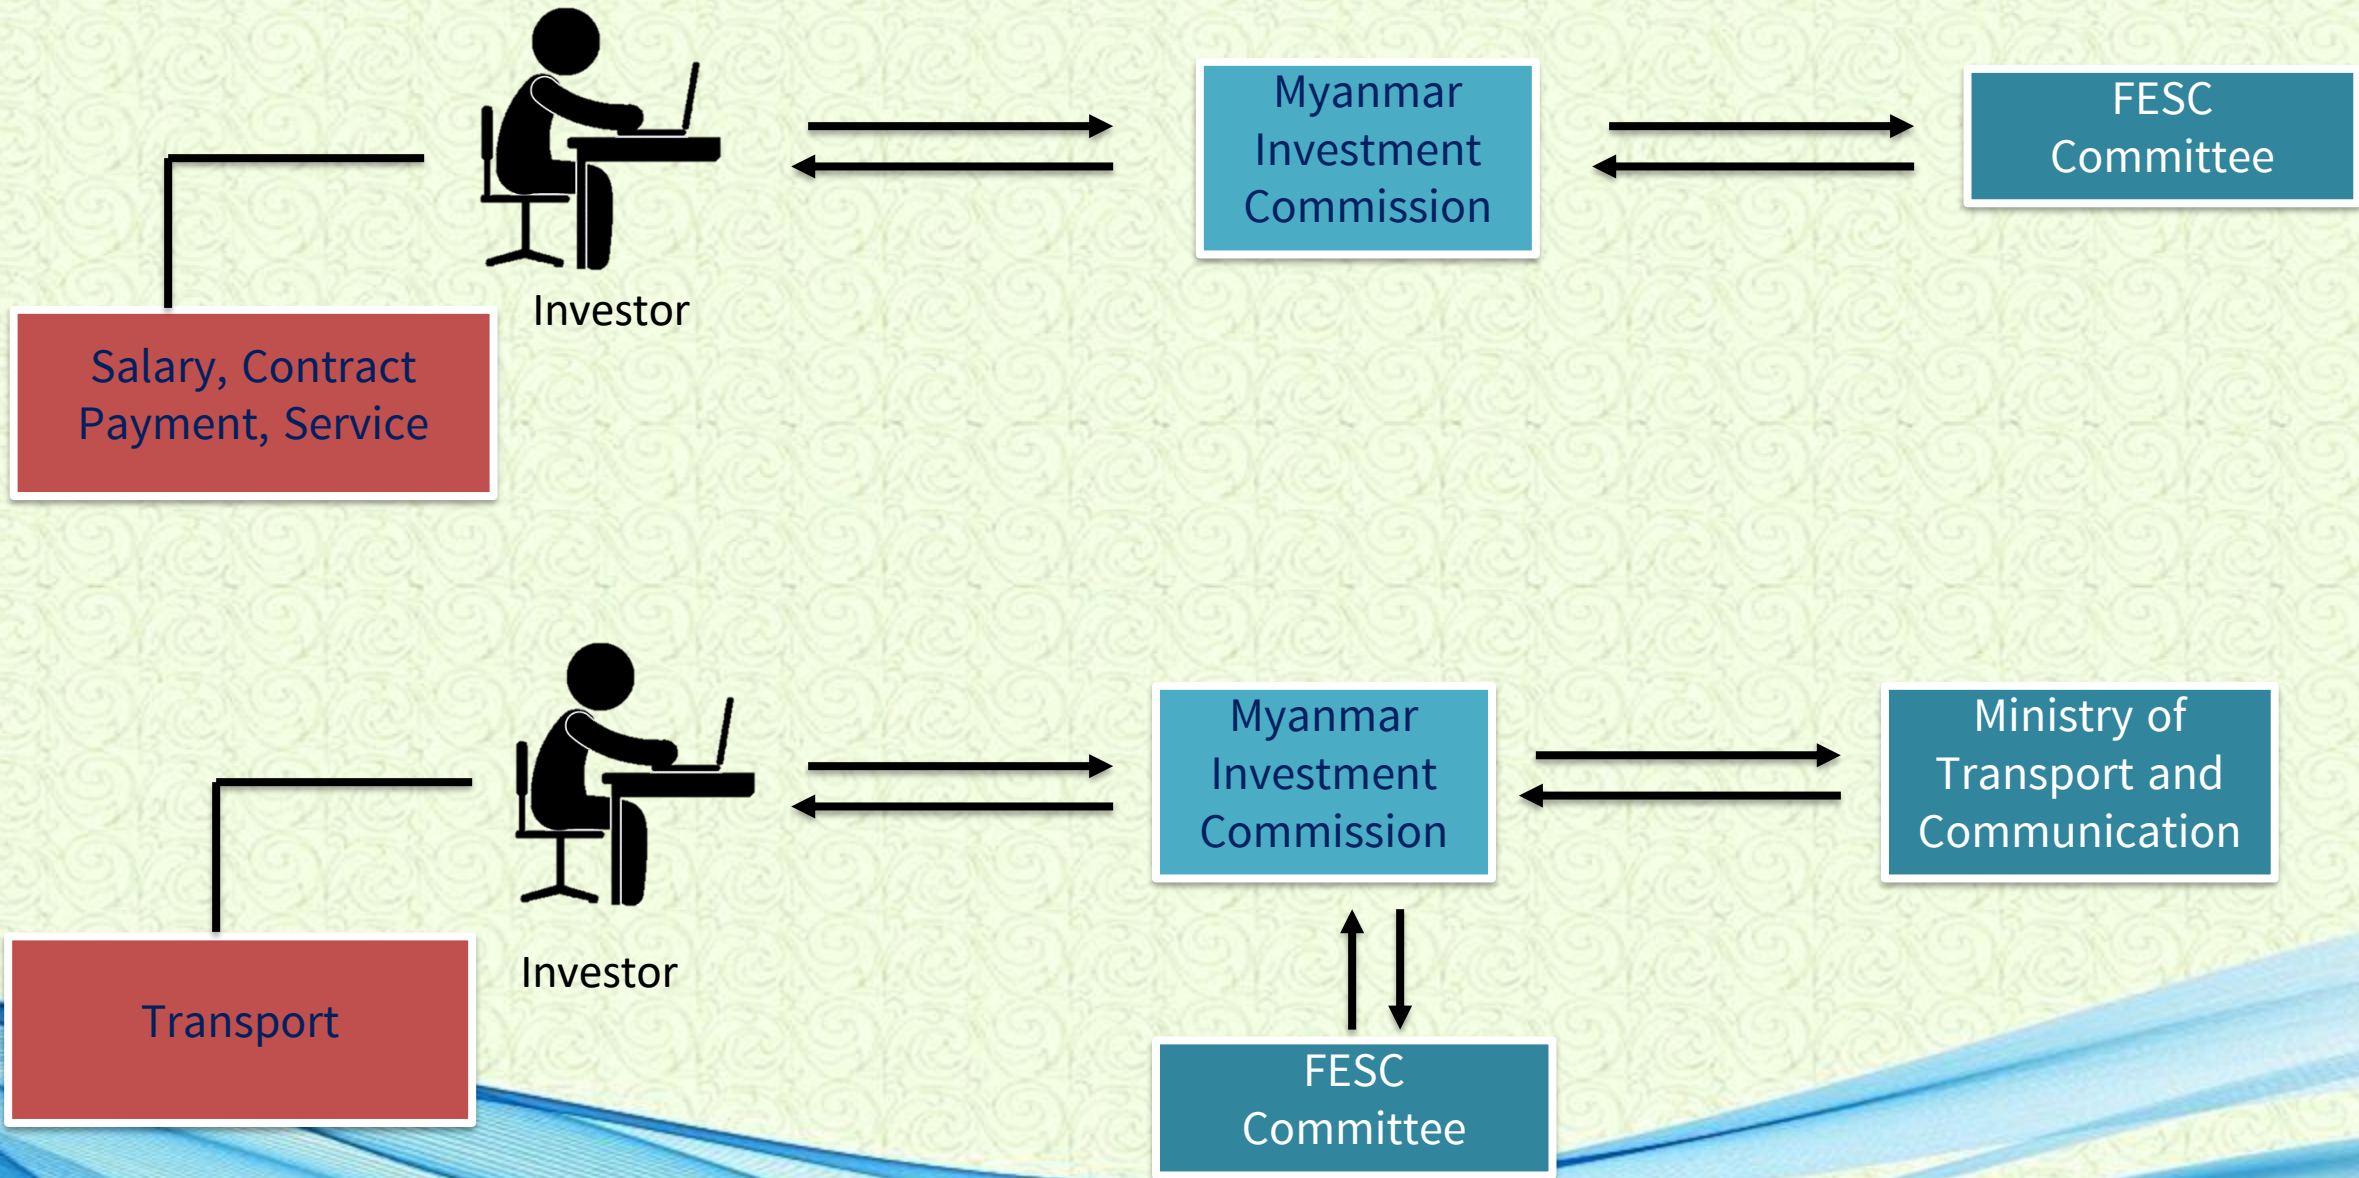 Myanmar
Investment
Commission
FESC
Committee
Investor
Salary, Contract
Payment, Service
Myanmar
Investment
Commission
Ministry of
Transport and
Communication
Investor
Transport
FESC
Committee